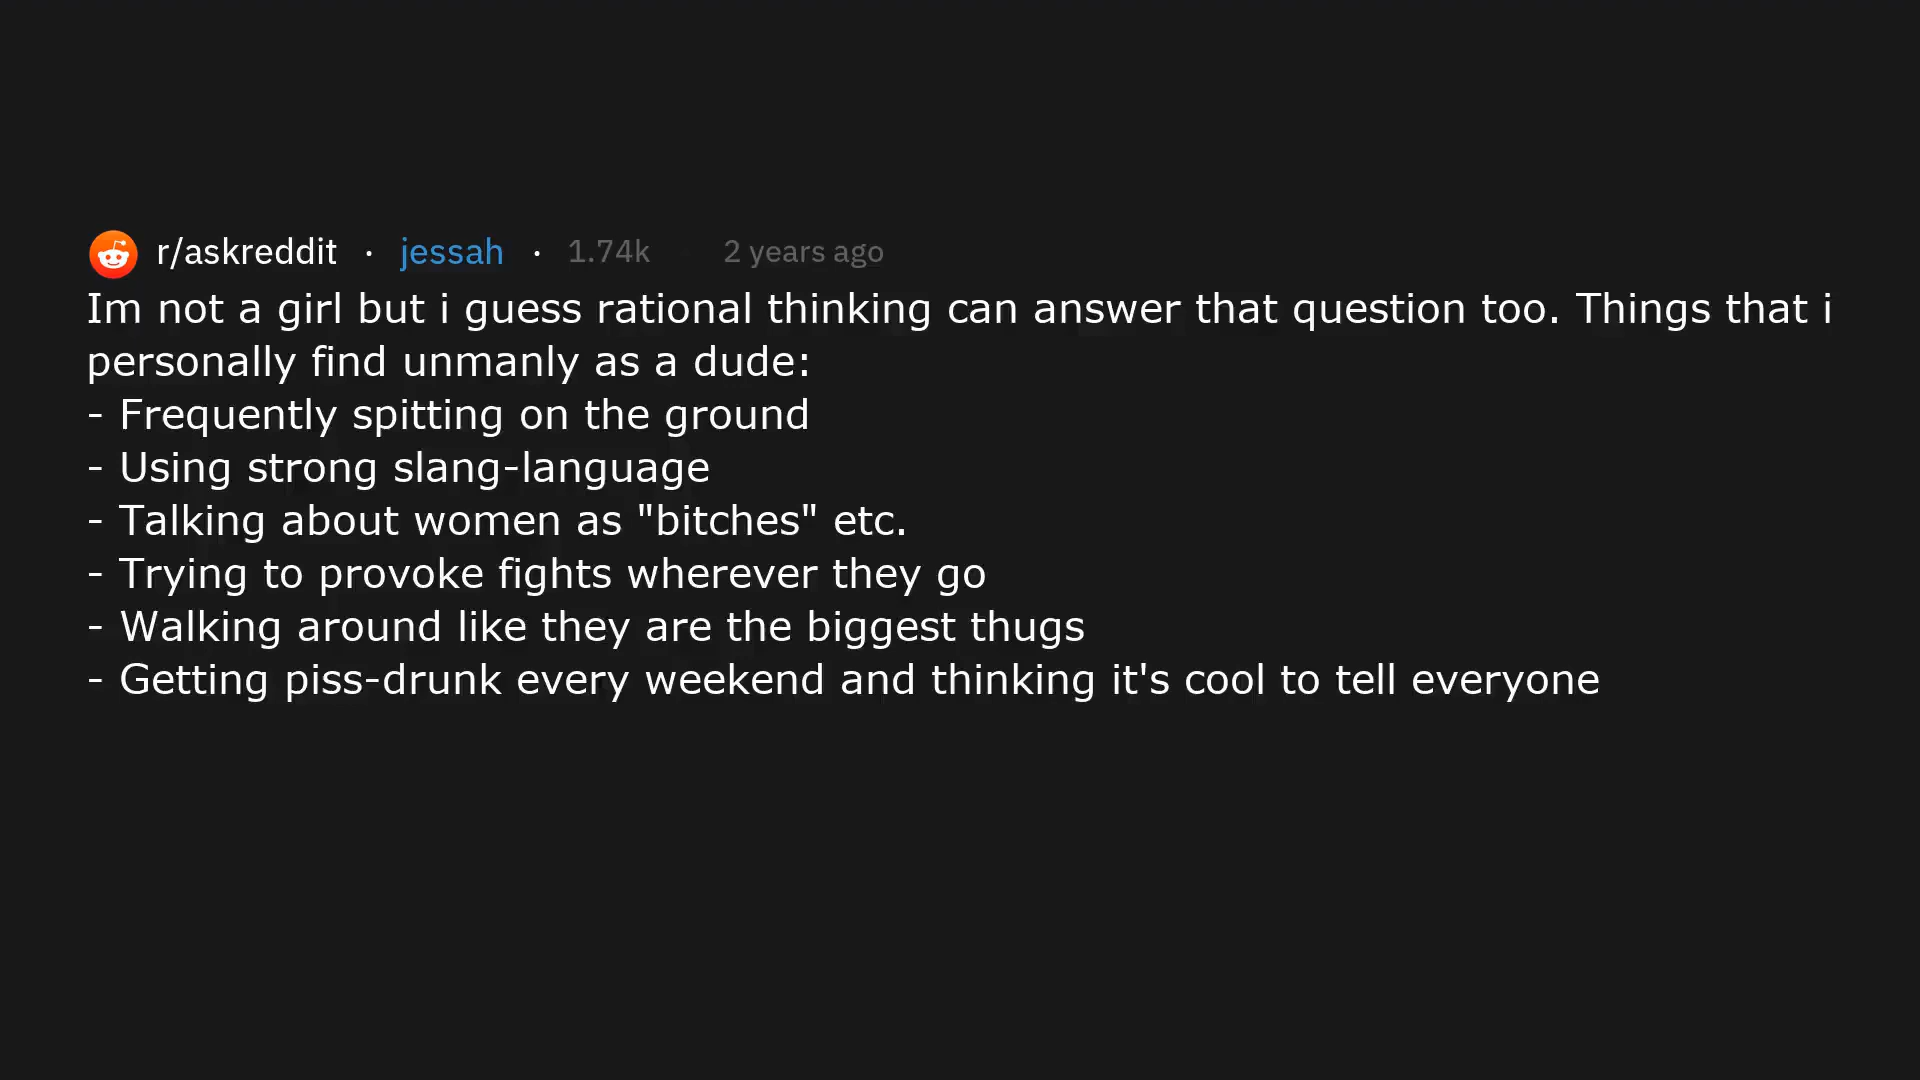 r/askreddit · jessah · 1.74k 2 years ago
Im not a girl but i guess rational thinking can answer that question too. Things that i
personally find unmanly as a dude:
- Frequently spitting on the ground
- Using strong slang-language
- Talking about women as "bitches" etc.
- Trying to provoke fights wherever they go
- Walking around like they are the biggest thugs
- Getting piss-drunk every weekend and thinking it's cool to tell everyone